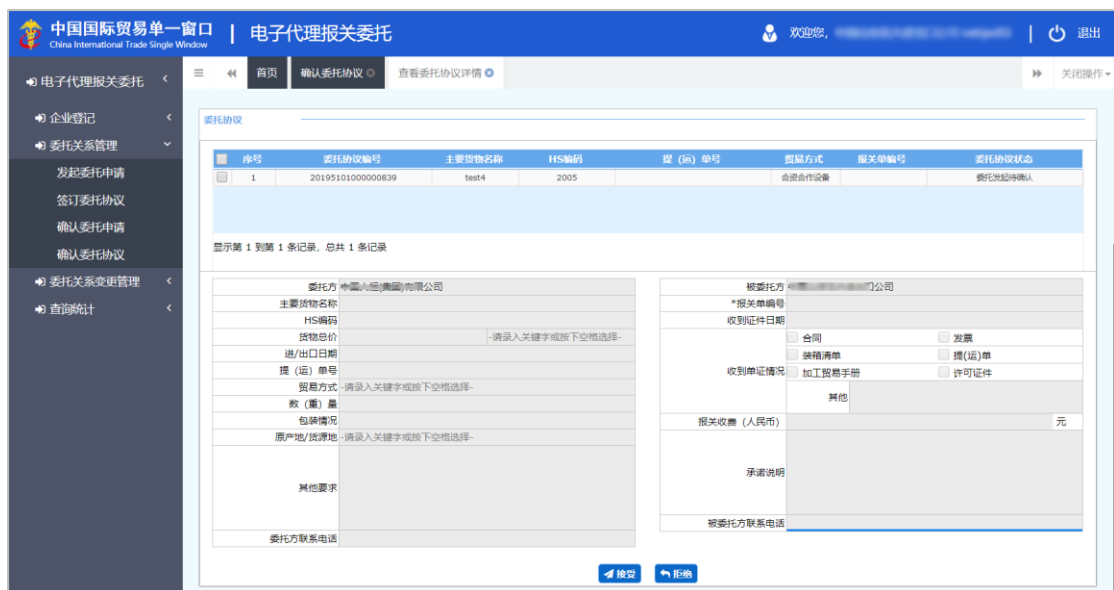 中国国际贸易单一窗口 | 电子代理报关委托 欢迎您, | 退出
China International Trade Single Window
电子代理报关委托
首页 确认委托协议 查看委托协议详情 关闭操作
企业登记
委托关系管理
发起委托申请
签订委托协议
确认委托申请
确认委托协议
委托关系变更管理
查询统计
委托协议
序号 委托协议编号 主要货物名称 HS编码 提（运）单号 贸易方式 报关单编号 委托协议状态
1 20195101000000839 test4 2005 合资合作设备 委托发起待确认
显示第 1 到第 1 条记录，总共 1 条记录
委托方 有限公司
主要货物名称
HS编码
货物总价 -请录入关键字或按下空格选择-
进/出口日期
提（运）单号
贸易方式 -请录入关键字或按下空格选择-
数（重）量
包装情况
原产地/货源地 -请录入关键字或按下空格选择-
其他要求
委托方联系电话
被委托方 公司
*报关单编号
收到证件日期
收到单证情况
合同 发票
装箱清单 提(运)单
加工贸易手册 许可证件
其他
报关收费（人民币） 元
承诺说明
被委托方联系电话
接受 拒绝